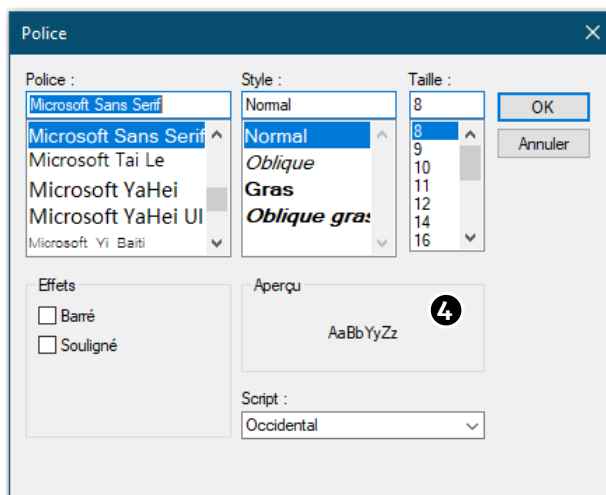 Police
Police :
Style :
Taille :
Microsoft Sans Serif
Normal
8
OK
Annuler
Microsoft Sans Serif
Microsoft Tai Le
Microsoft YaHei
Microsoft YaHei UI
Microsoft Yi Baiti
Normal
Oblique
Gras
Oblique gras
8
9
10
11
12
14
16
Effets
Barré
Souligné
Aperçu
4
AaBbYyZz
Script :
Occidental